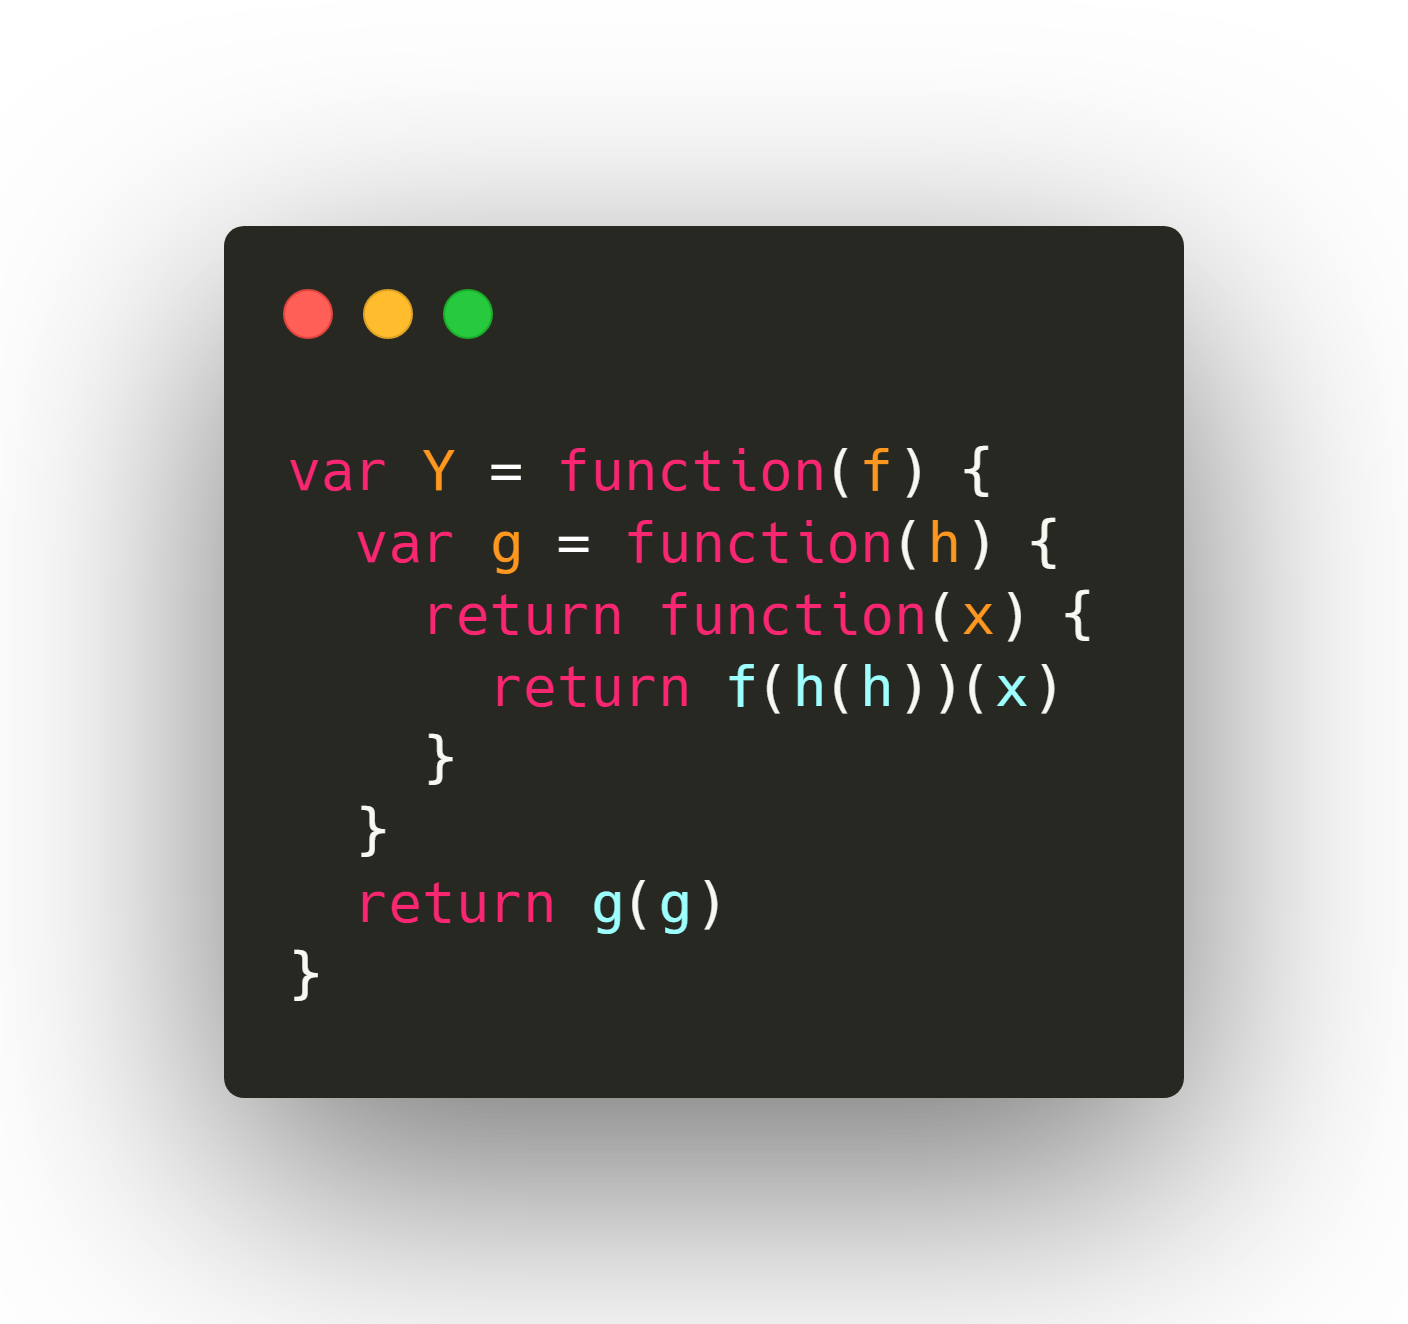 var Y = function(f) {
  var g = function(h) {
    return function(x) {
      return f(h(h))(x)
    }
  }
  return g(g)
}